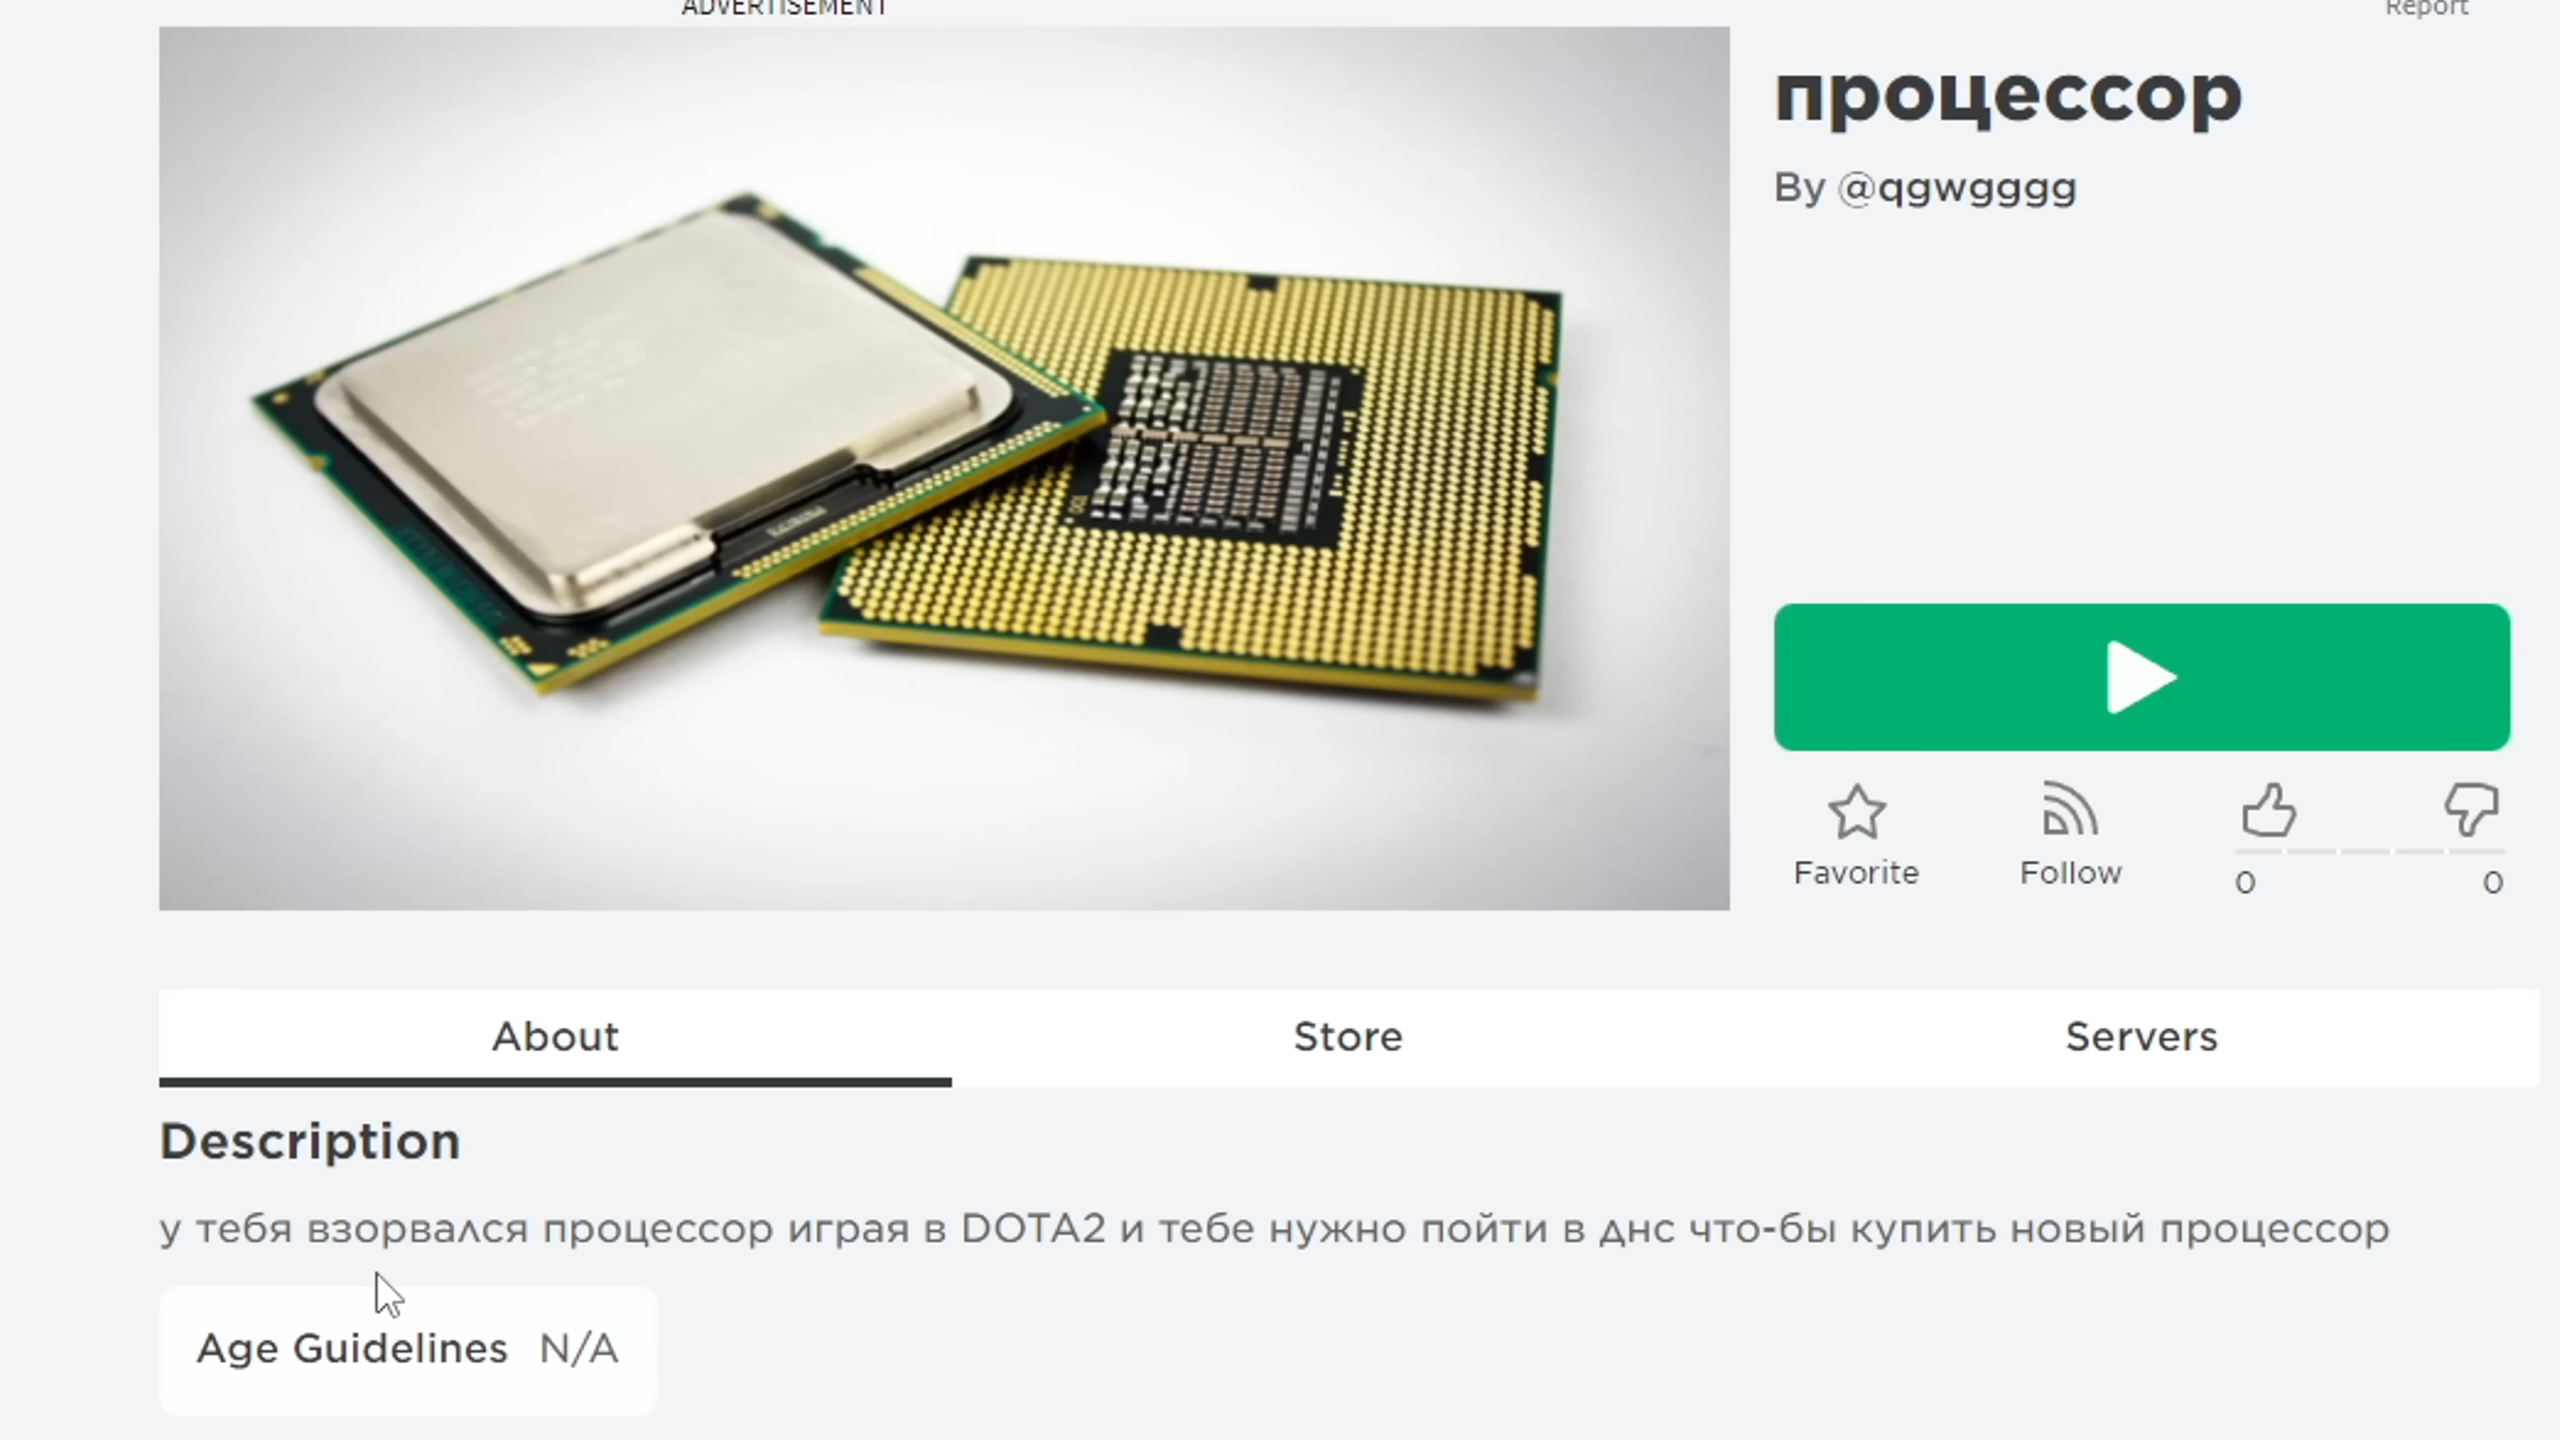 ADVERTISEMENT
Report
процессор
By @qgwgggg
Favorite
Follow
0
0
About
Store
Servers
Description
у тебя взорвался процессор играя в DOTA2 и тебе нужно пойти в днс что-бы купить новый процессор
Age Guidelines N/A